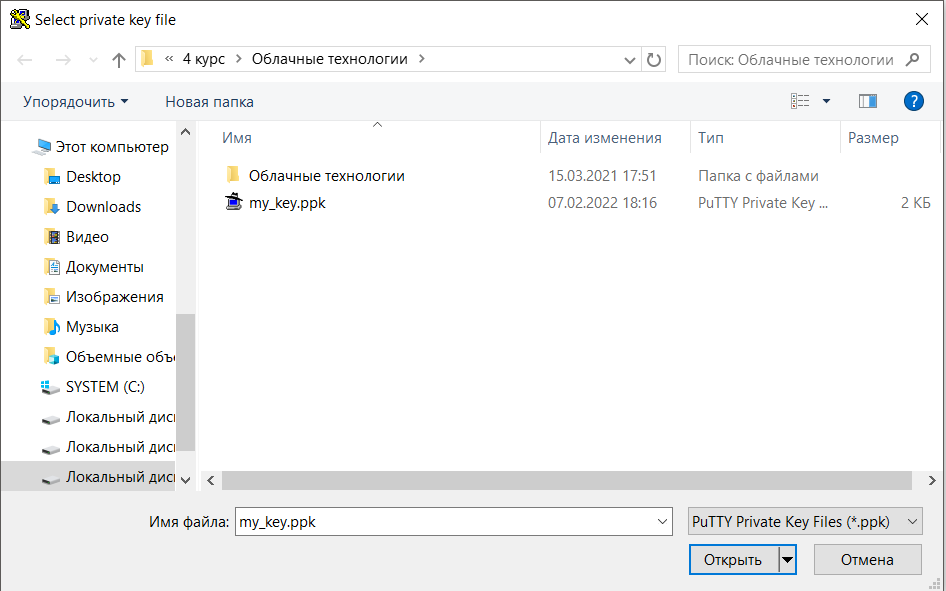 Select private key file
« 4 курс > Облачные технологии >
Поиск: Облачные технологии
Упорядочить
Новая папка
?
Имя
Дата изменения
Тип
Размер
Облачные технологии 15.03.2021 17:51 Папка с файлами
my_key.ppk 07.02.2022 18:16 PuTTY Private Key ... 2 КБ
Этот компьютер
Desktop
Downloads
Видео
Документы
Изображения
Музыка
Объемные объ
SYSTEM (C:)
Локальный дис
Локальный дис
Локальный дис
Имя файла: my_key.ppk
PuTTY Private Key Files (*.ppk)
Открыть
Отмена